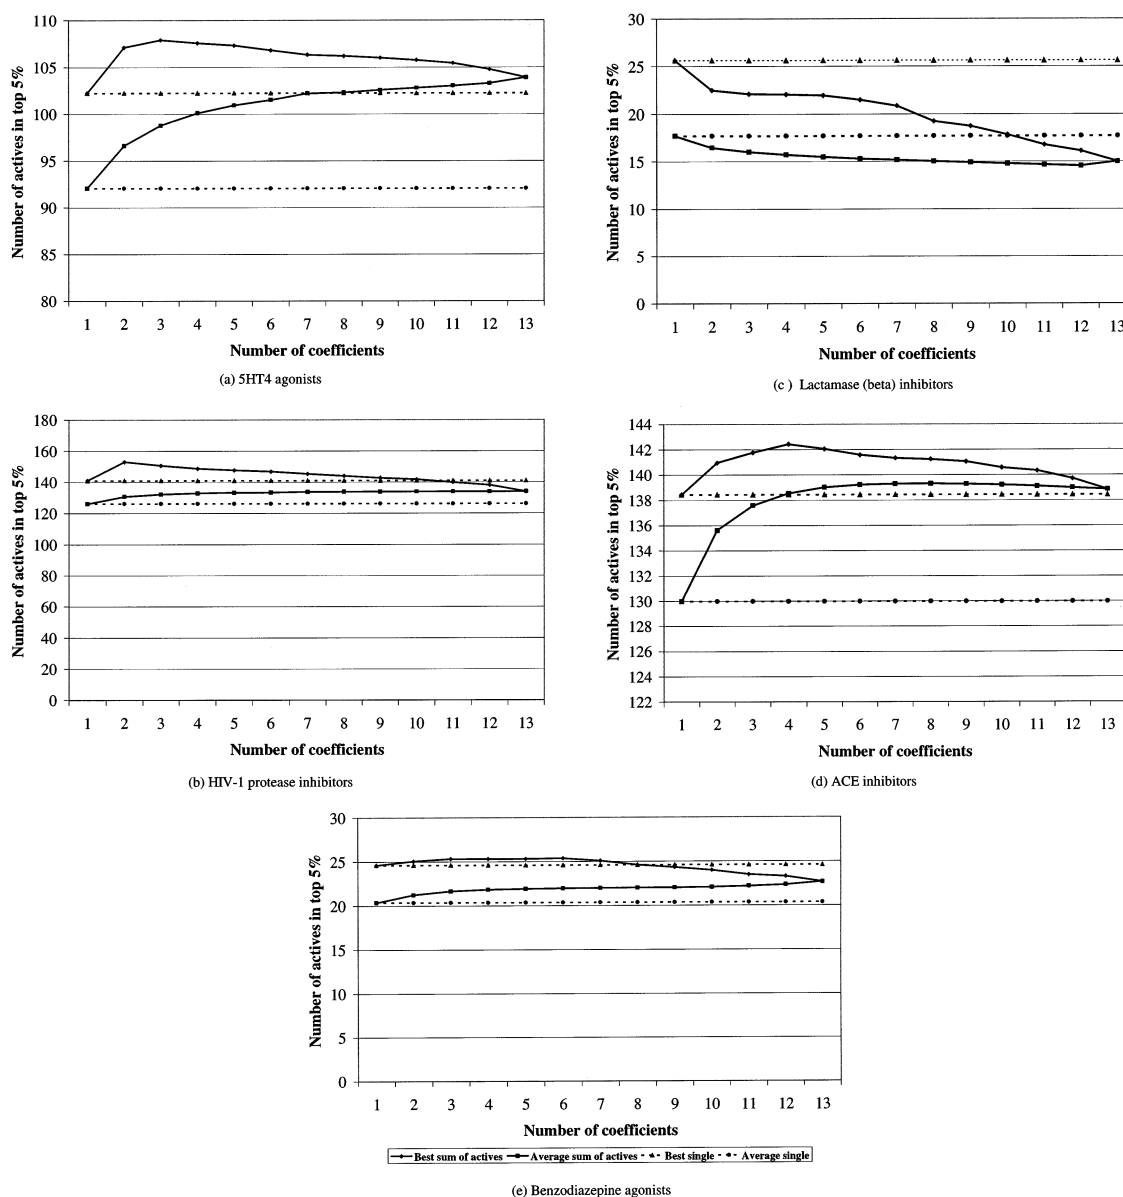 110
105
100
95
90
85
80
Number of actives in top 5%
1 2 3 4 5 6 7 8 9 10 11 12 13
Number of coefficients
(a) 5HT4 agonists
30
25
20
15
10
5
0
Number of actives in top 5%
1 2 3 4 5 6 7 8 9 10 11 12 13
Number of coefficients
(c ) Lactamase (beta) inhibitors
180
160
140
120
100
80
60
40
20
0
Number of actives in top 5%
1 2 3 4 5 6 7 8 9 10 11 12 13
Number of coefficients
(b) HIV-1 protease inhibitors
144
142
140
138
136
134
132
130
128
126
124
122
Number of actives in top 5%
1 2 3 4 5 6 7 8 9 10 11 12 13
Number of coefficients
(d) ACE inhibitors
30
25
20
15
10
5
0
Number of actives in top 5%
1 2 3 4 5 6 7 8 9 10 11 12 13
Number of coefficients
Best sum of actives Average sum of actives Best single Average single
(e) Benzodiazepine agonists